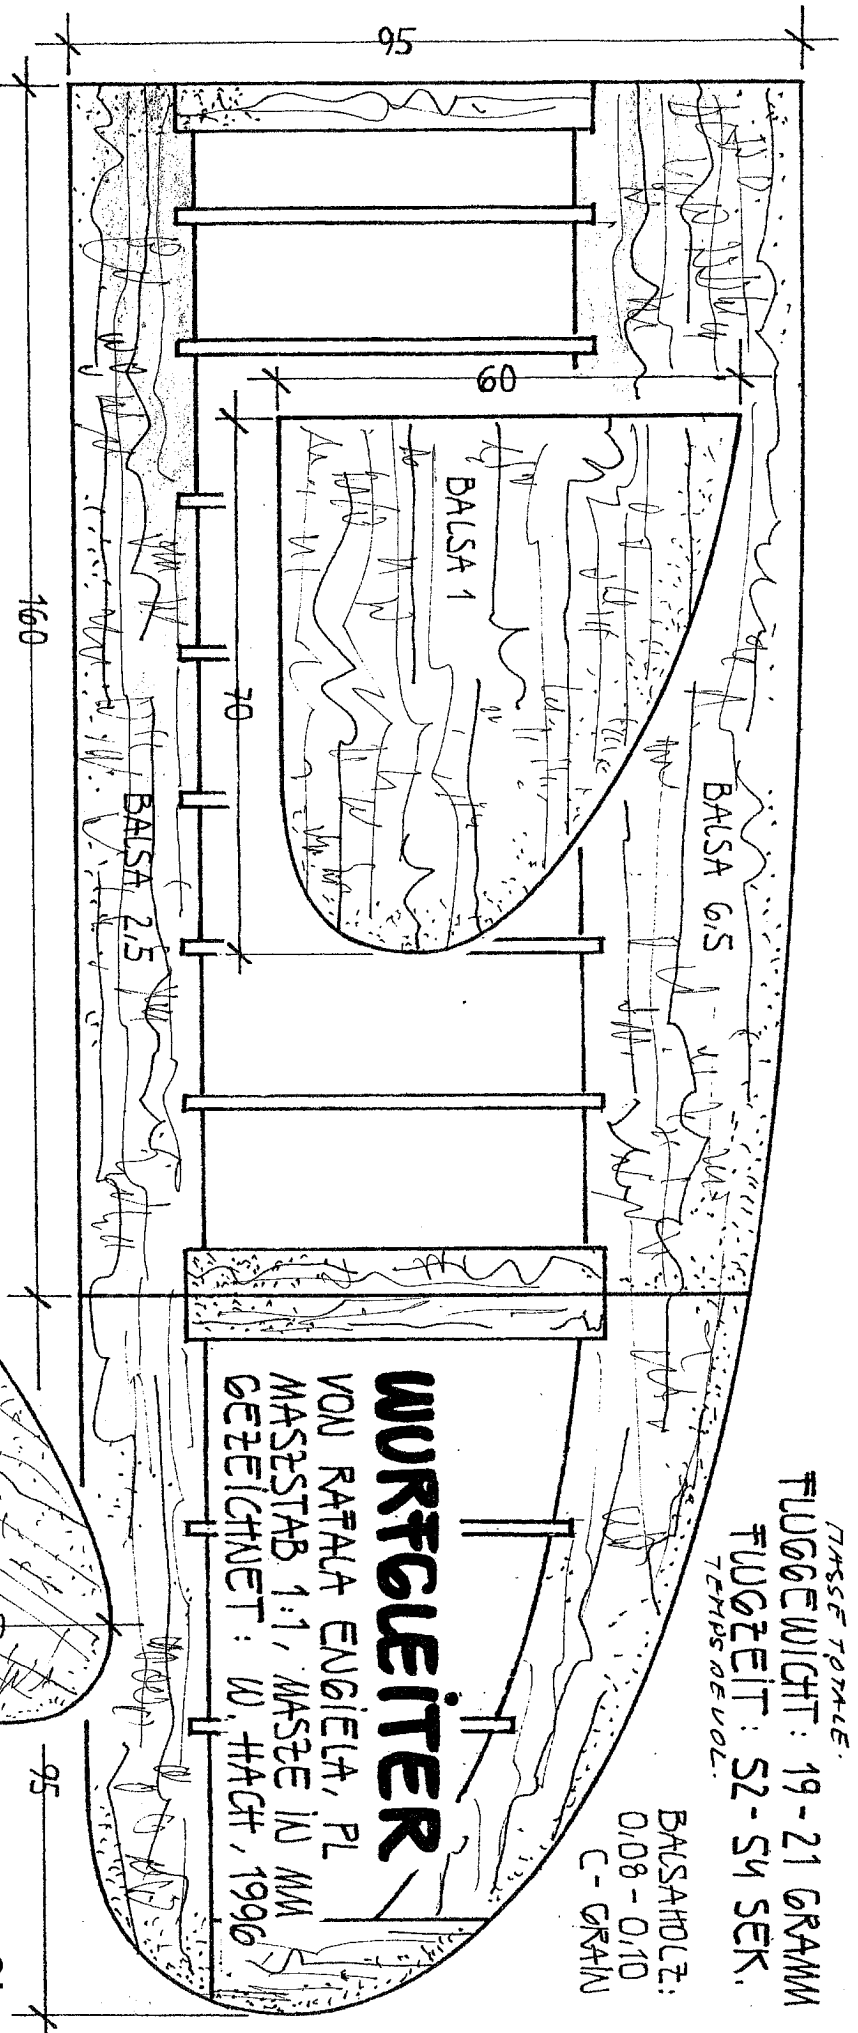 MASSE TOTALE.
FLUGGEWICHT: 19 - 21 GRAMM
FLUGZEIT: 52 - 54 SEK.
TEMPS DE VOL.
BALSAHOLZ:
0,08 - 0,10
C - GRAIN
WURFGLEITER
VON RAFALA ENGIELA, PL
MASZSTAB 1:1, MASZE IN MM
GEZEICHNET: W. HACH, 1996
BALSA 6,5
BALSA 1
BALSA 2,5
95
60
70
160
95